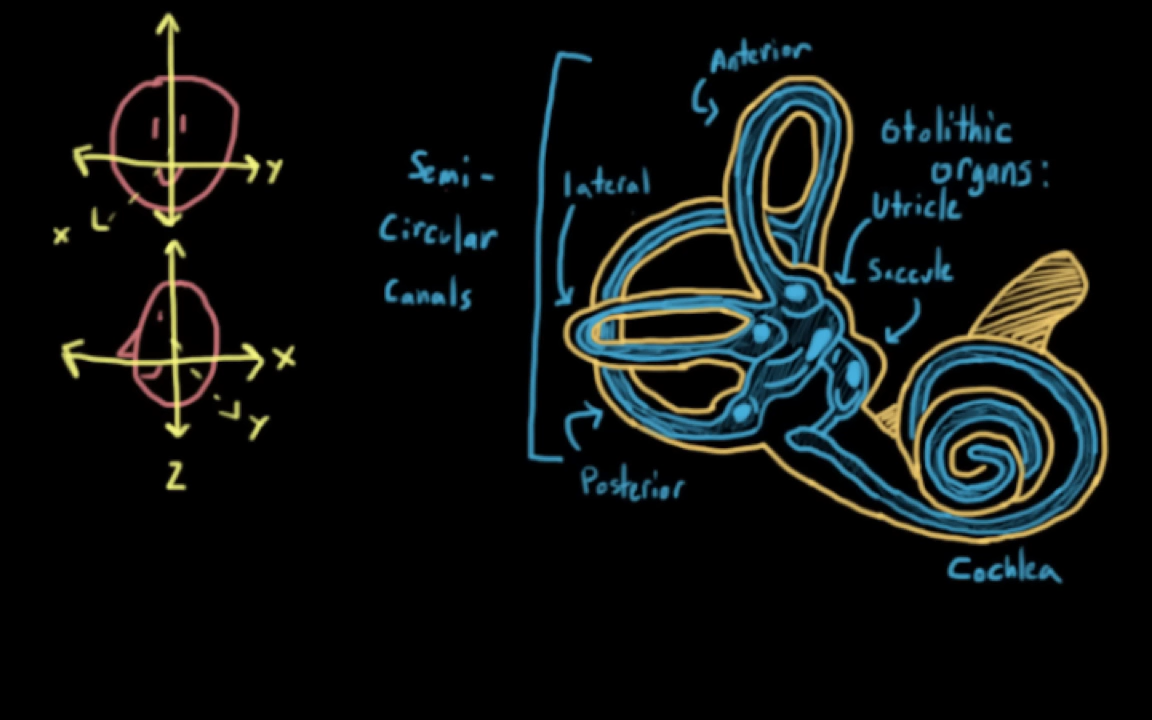 Y
X
X
Y
Z
Semi-
Circular
Canals
Anterior
lateral
Posterior
Otolithic
organs:
Utricle
Saccule
Cochlea